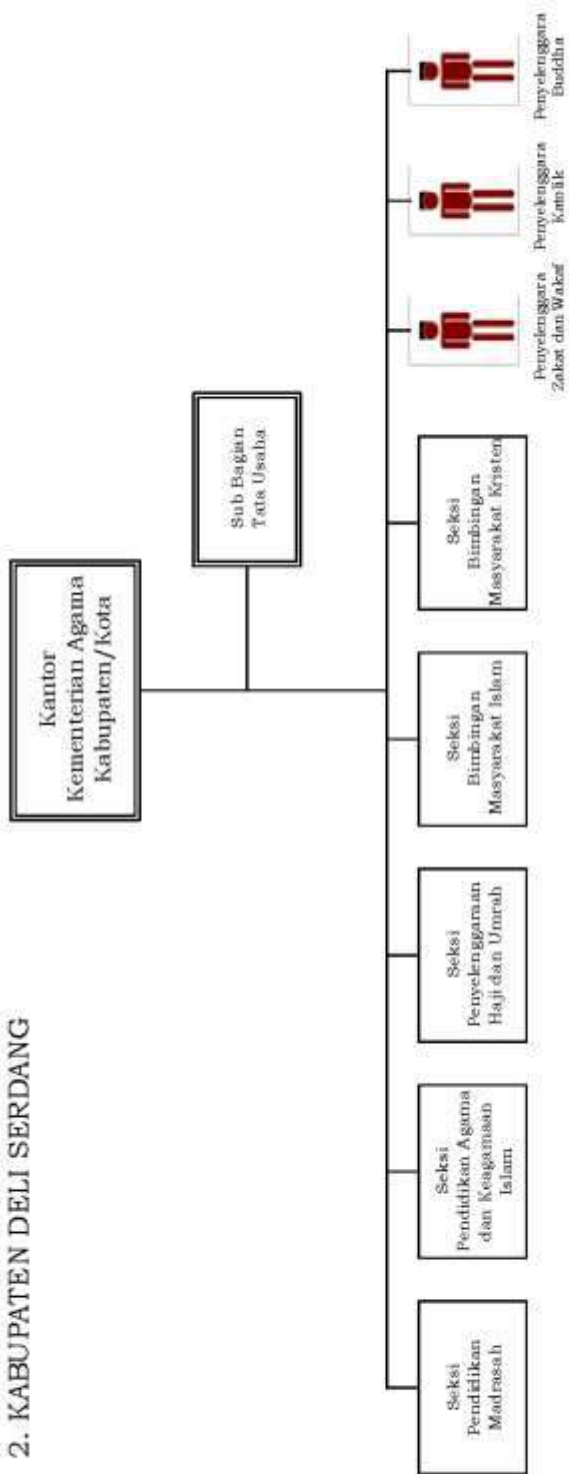 2. KABUPATEN DELI SERDANG
Kantor
Kementerian Agama
Kabupaten/Kota
Sub Bagian
Tata Usaha
Seksi
Pendidikan
Madrasah
Seksi
Pendidikan Agama
dan Keagamaan
Islam
Seksi
Penyelenggaraan
Haji dan Umrah
Seksi
Bimbingan
Masyarakat Islam
Seksi
Bimbingan
Masyarakat Kristen
Penyelenggara
Zakat dan Wakaf
Penyelenggara
Katolik
Penyelenggara
Buddha